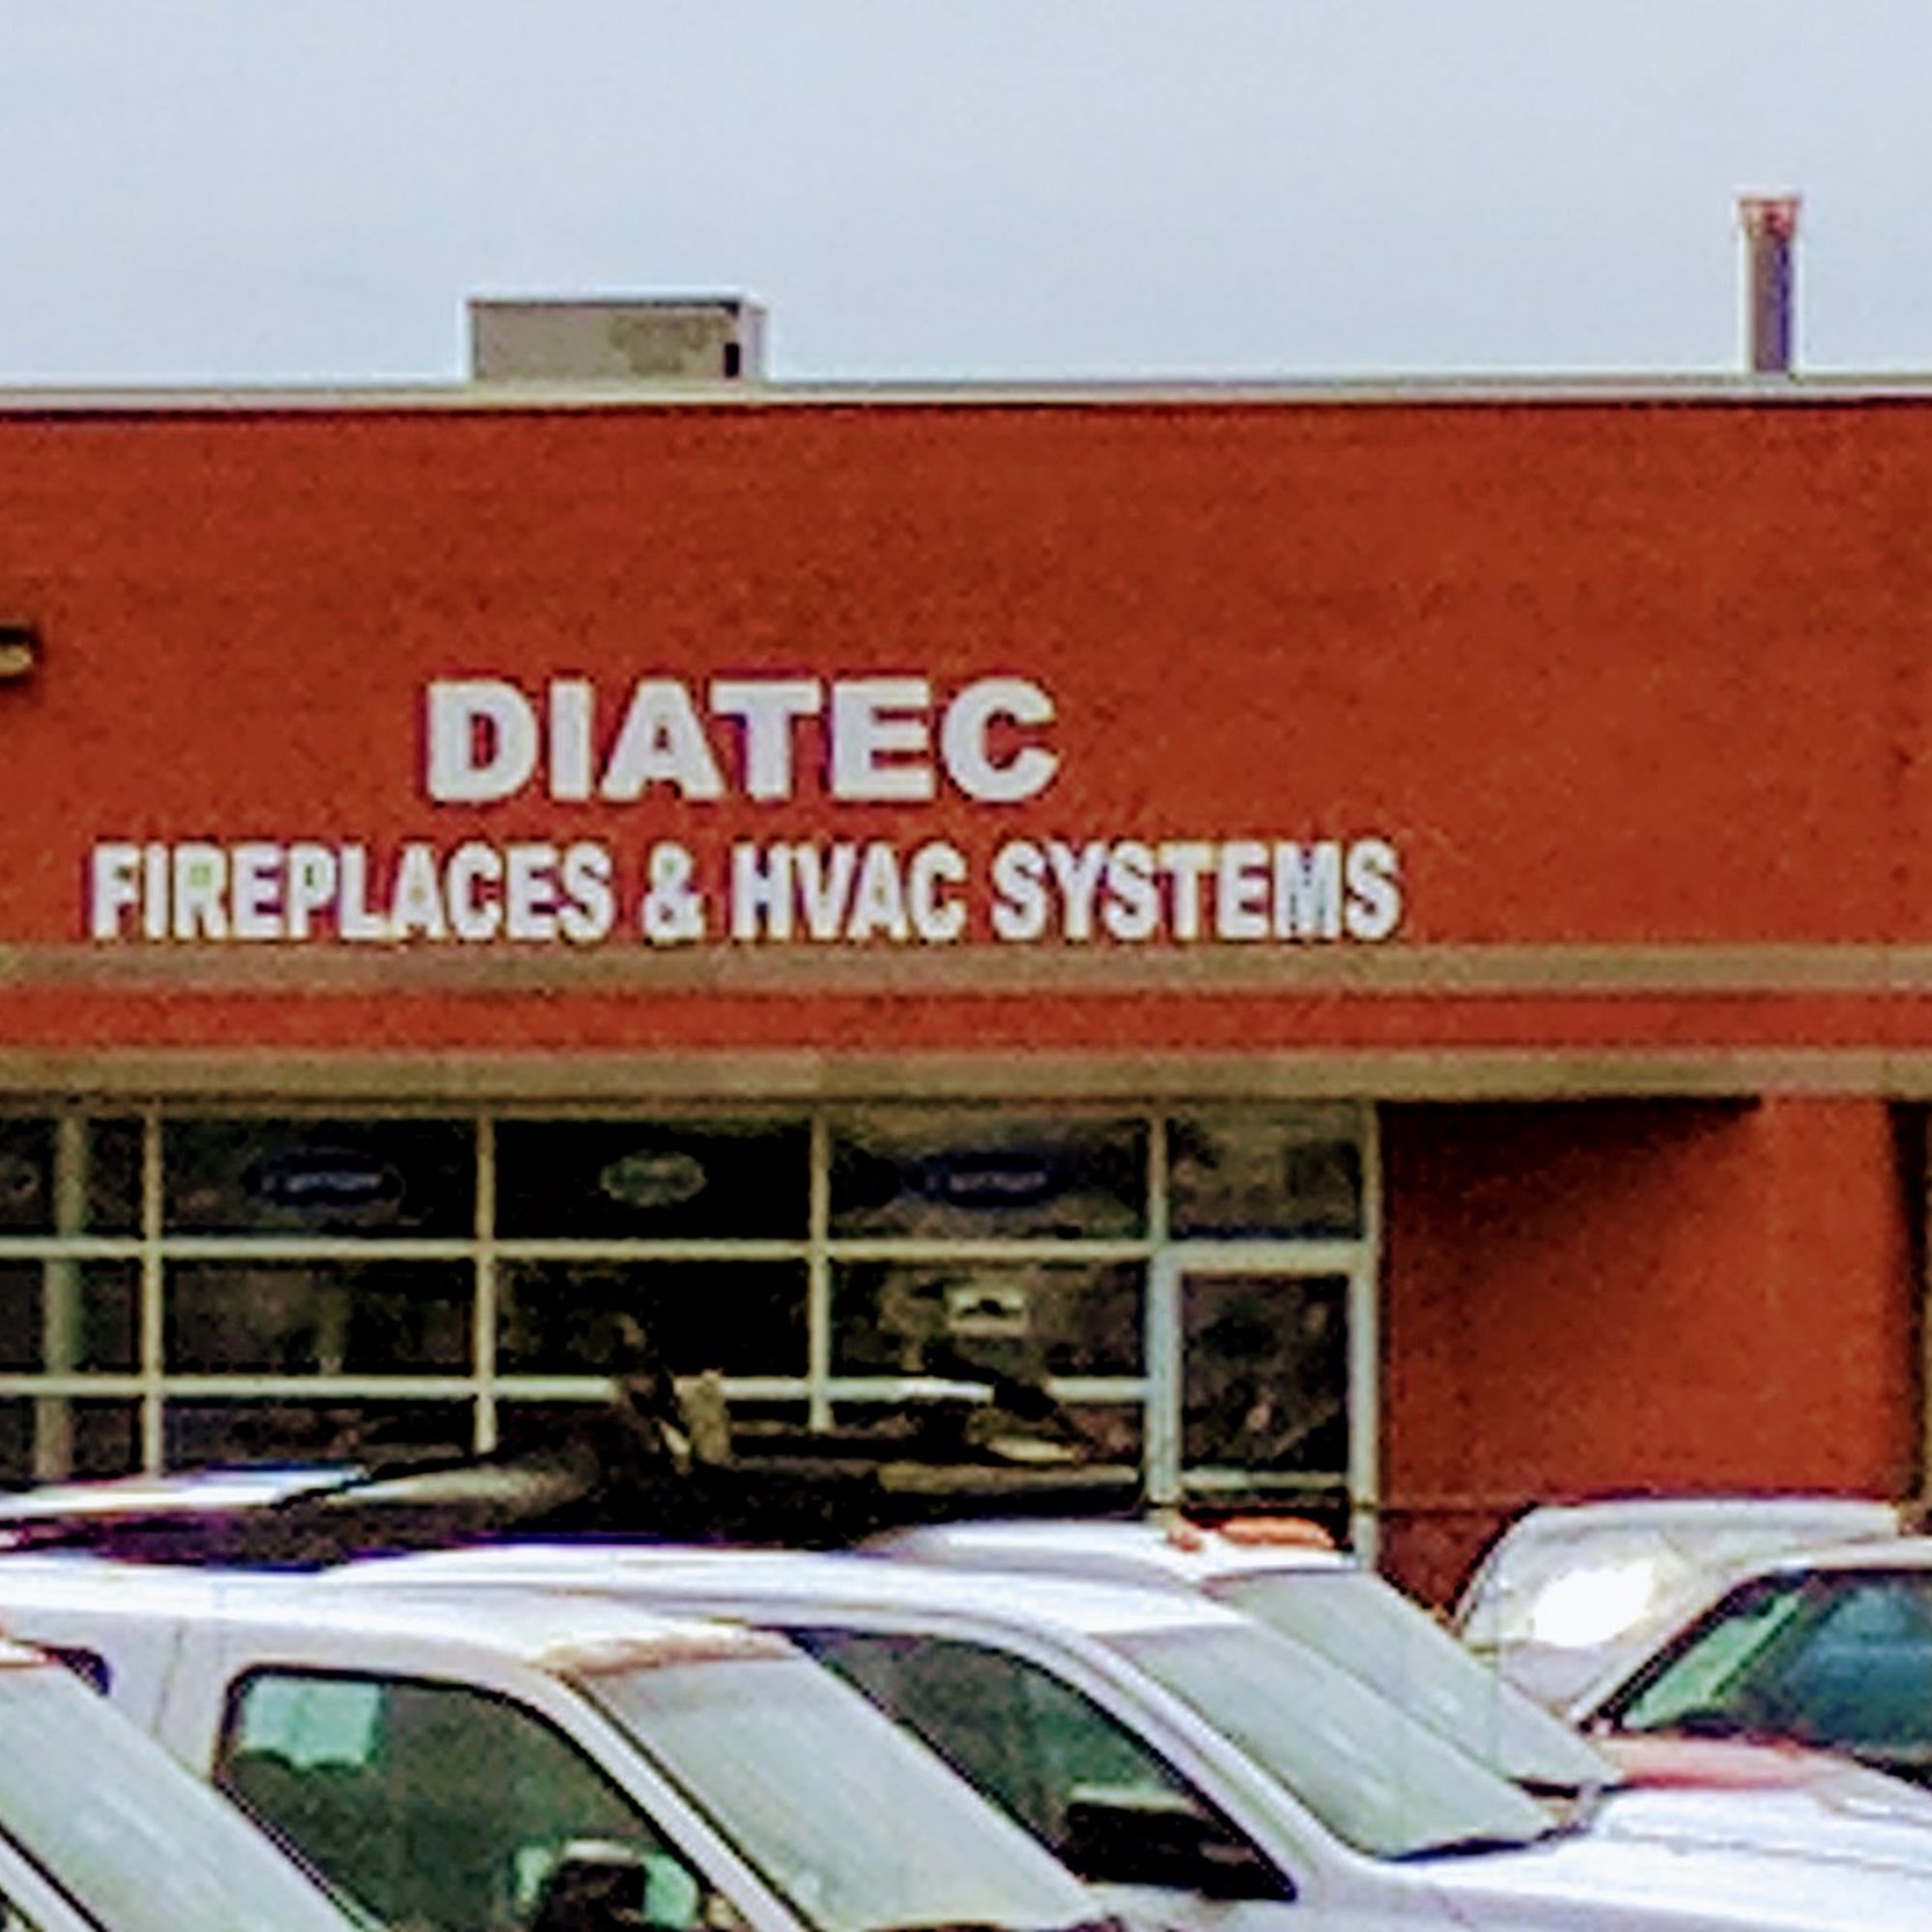 DIATEC
FIREPLACES & HVAC SYSTEMS